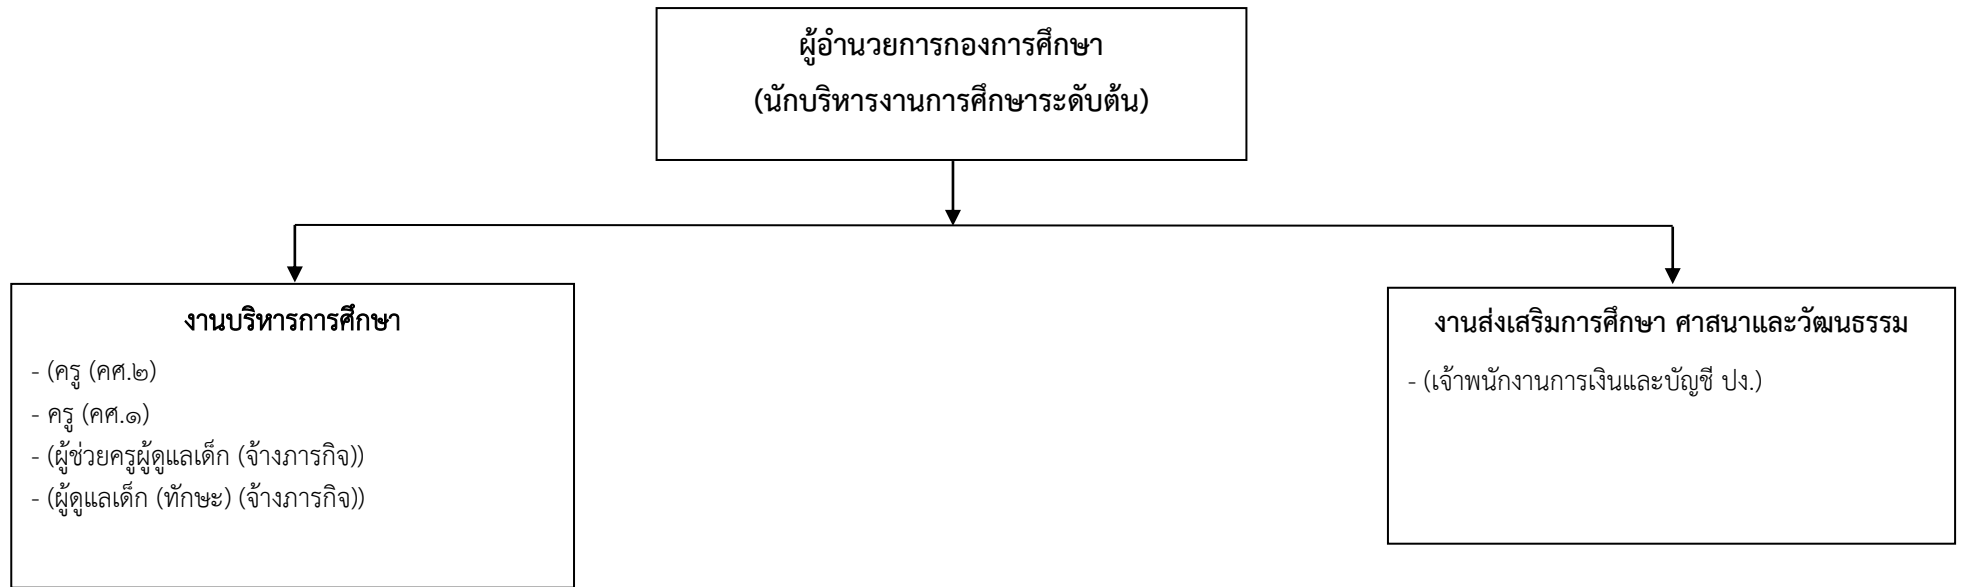 ผู้อำนวยการกองการศึกษา
(นักบริหารงานการศึกษาระดับต้น)
งานบริหารการศึกษา
- (ครู (คศ.๒)
- ครู (คศ.๑)
- (ผู้ช่วยครูผู้ดูแลเด็ก (จ้างภารกิจ))
- (ผู้ดูแลเด็ก (ทักษะ) (จ้างภารกิจ))
งานส่งเสริมการศึกษา ศาสนาและวัฒนธรรม
- (เจ้าพนักงานการเงินและบัญชี ปง.)